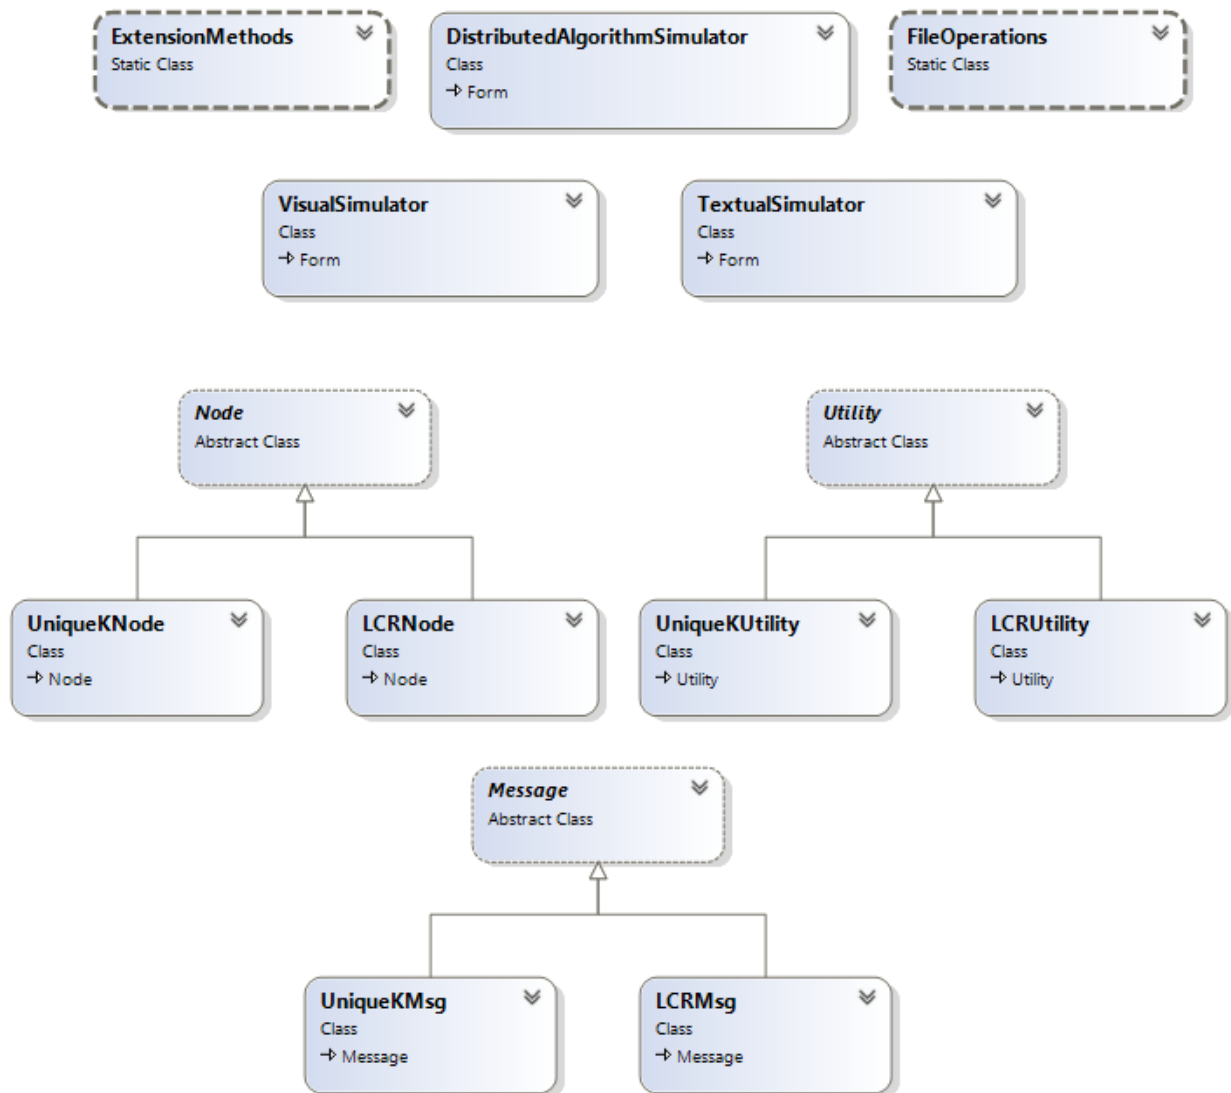 ExtensionMethods
Static Class
DistributedAlgorithmSimulator
Class
Form
FileOperations
Static Class
VisualSimulator
Class
Form
TextualSimulator
Class
Form
Node
Abstract Class
Utility
Abstract Class
UniqueKNode
Class
Node
LCRNode
Class
Node
UniqueKUtility
Class
Utility
LCRUtility
Class
Utility
Message
Abstract Class
UniqueKMsg
Class
Message
LCRMsg
Class
Message